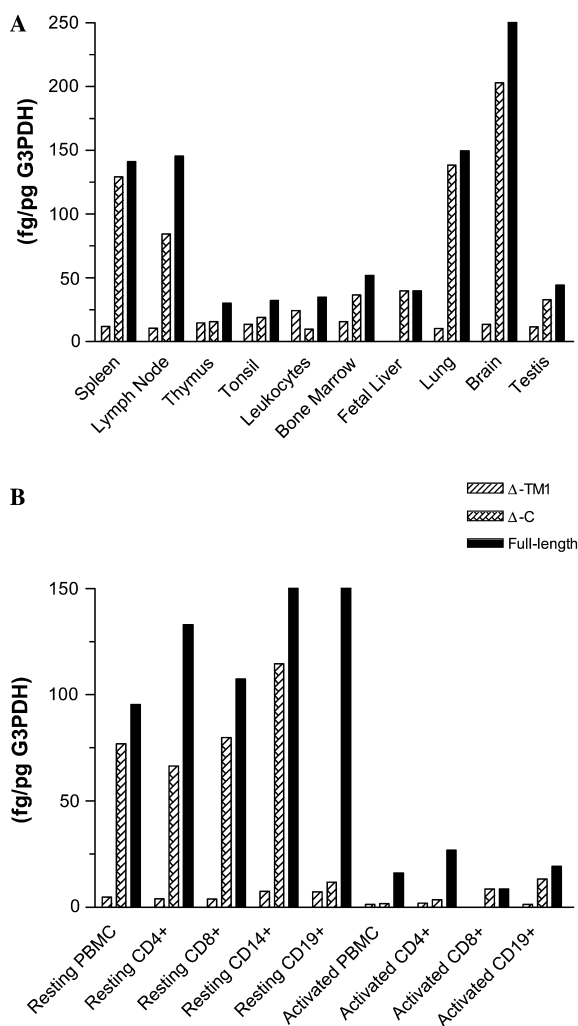 A
(fg/pg G3PDH)
250
200
150
100
50
0
Spleen
Lymph Node
Thymus
Tonsil
Leukocytes
Bone Marrow
Fetal Liver
Lung
Brain
Testis
Δ-TM1
Δ-C
Full-length
B
(fg/pg G3PDH)
150
100
50
0
Resting PBMC
Resting CD4+
Resting CD8+
Resting CD14+
Resting CD19+
Activated PBMC
Activated CD4+
Activated CD8+
Activated CD19+